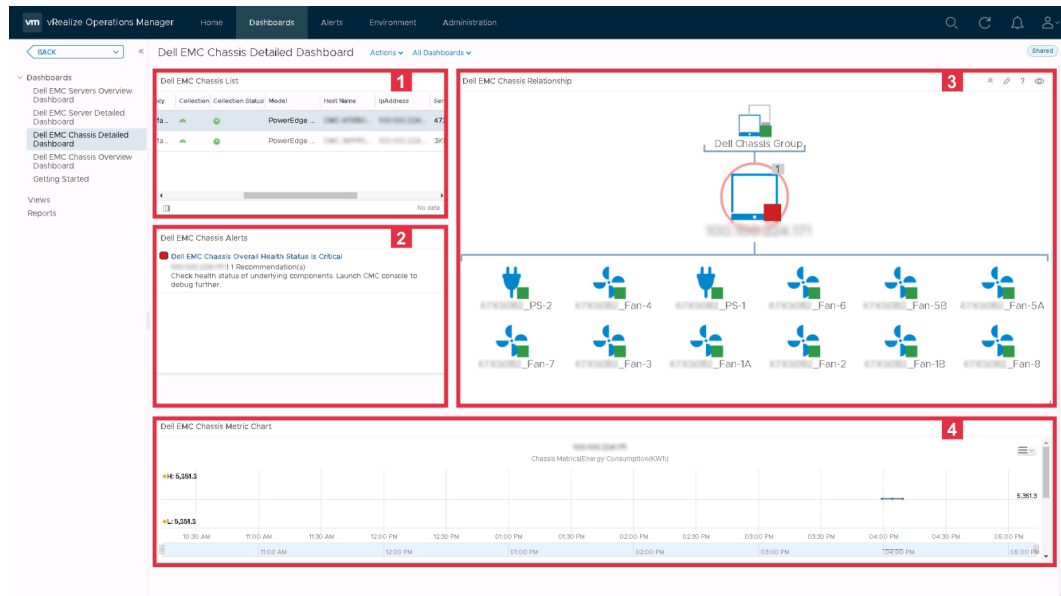 vm vRealize Operations Manager Home Dashboards Alerts Environment Administration
BACK
Dell EMC Chassis Detailed Dashboard Actions All Dashboards Shared
Dashboards
Dell EMC Servers Overview
Dashboard
Dell EMC Server Detailed
Dashboard
Dell EMC Chassis Detailed
Dashboard
Dell EMC Chassis Overview
Dashboard
Getting Started
Views
Reports
Dell EMC Chassis List 1
Collection Collection Status Model Host Name IpAddress
PowerEdge ...
PowerEdge ...
No data
Dell EMC Chassis Alerts 2
Dell EMC Chassis Overall Health Status is Critical
| 1 Recommendation(s)
Check health status of underlying components. Launch CMC console to
debug further.
Dell EMC Chassis Relationship 3
Dell Chassis Group
1
_PS-2 _Fan-4 _PS-1 _Fan-6 _Fan-5B _Fan-5A
_Fan-7 _Fan-3 _Fan-1A _Fan-2 _Fan-1B _Fan-8
Dell EMC Chassis Metric Chart 4
Chassis Metrics|Energy Consumption(KWh)
H: 5,351.3
5,351.3
L: 5,351.3
10:30 AM 11:00 AM 11:30 AM 12:00 PM 12:30 PM 01:00 PM 01:30 PM 02:00 PM 02:30 PM 03:00 PM 03:30 PM 04:00 PM 04:30 PM 05:00 PM
11:00 AM 12:00 PM 01:00 PM 02:00 PM 03:00 PM 04:00 PM 05:00 PM